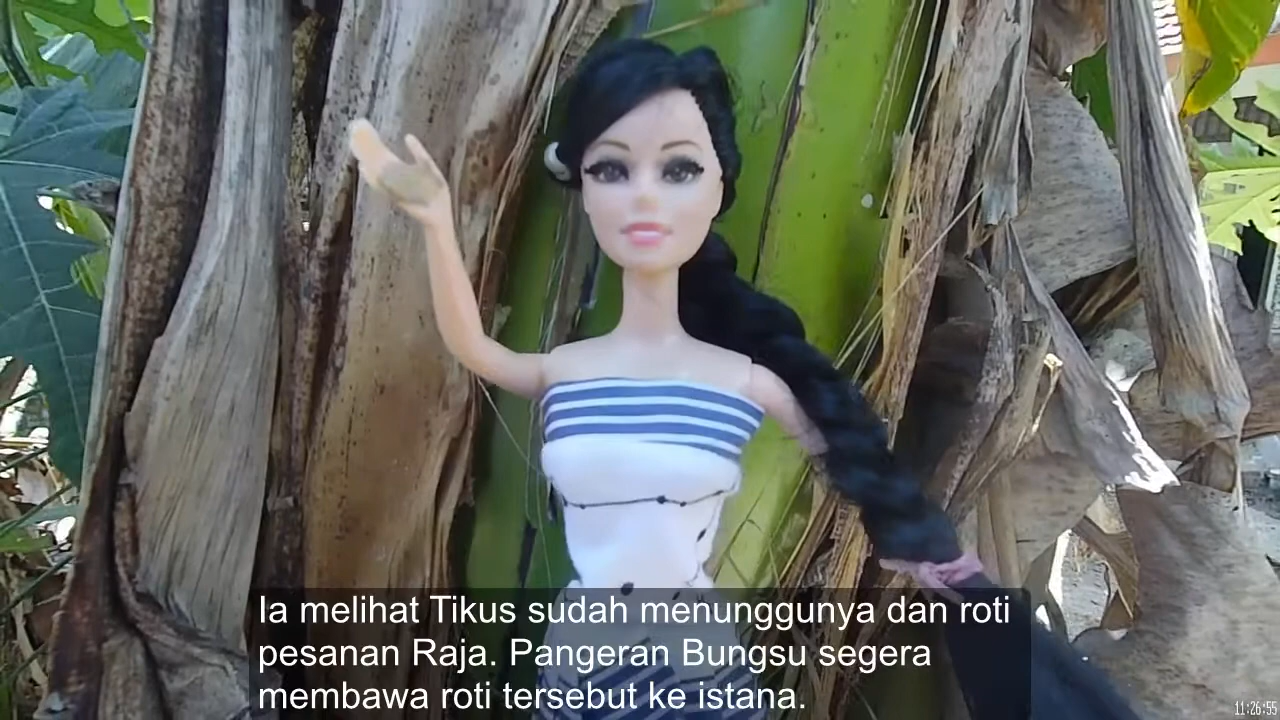 Ia melihat Tikus sudah menunggunya dan roti
pesanan Raja. Pangeran Bungsu segera
membawa roti tersebut ke istana.
11:26:55